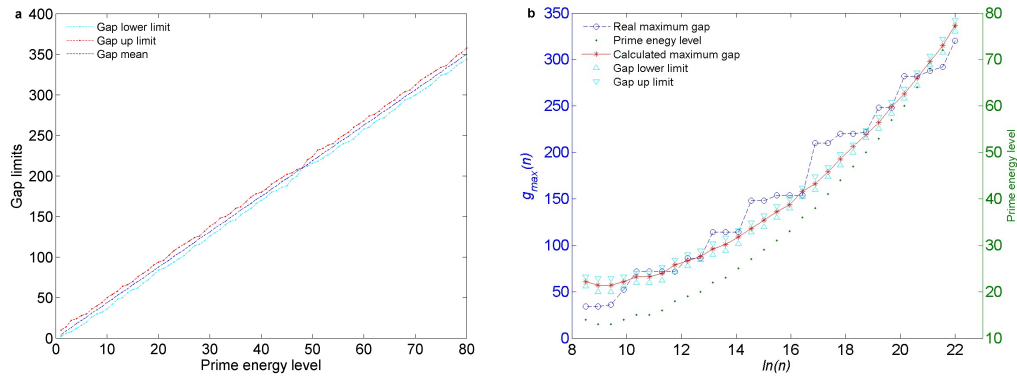 a
Gap lower limit
Gap up limit
Gap mean
400
350
300
250
200
150
100
50
0
0 10 20 30 40 50 60 70 80
Gap limits
Prime energy level
b
Real maximum gap
Prime enegy level
Calculated maximum gap
Gap lower limit
Gap up limit
350
300
250
200
150
100
50
0
g_max(n)
8 10 12 14 16 18 20 22
ln(n)
80
70
60
50
40
30
20
10
Prime energy level